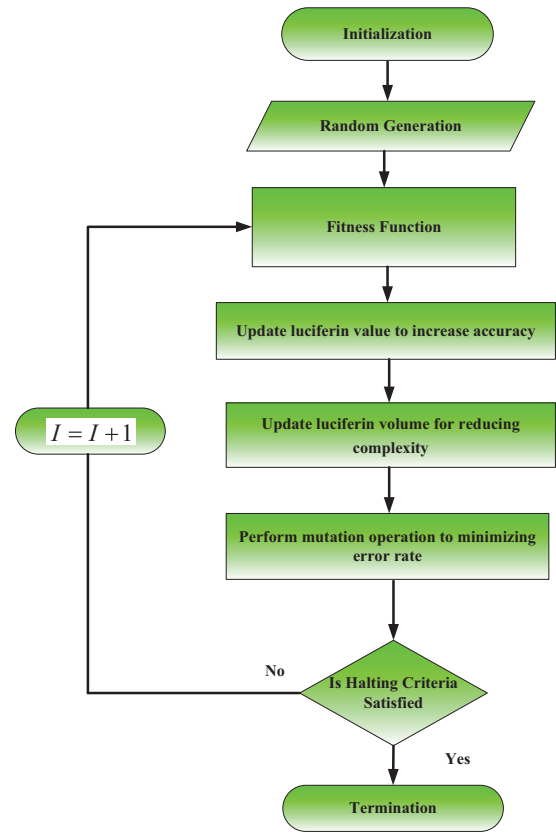 Initialization
Random Generation
Fitness Function
Update luciferin value to increase accuracy
I = I + 1
Update luciferin volume for reducing
complexity
Perform mutation operation to minimizing
error rate
No
Is Halting Criteria
Satisfied
Yes
Termination